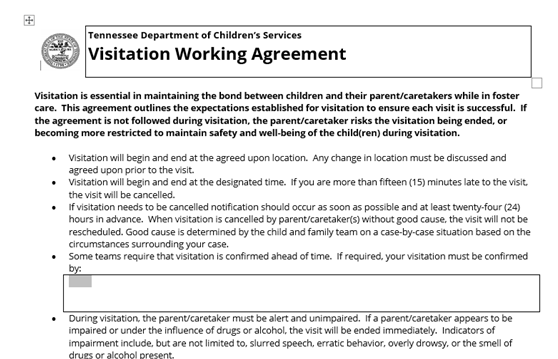 Tennessee Department of Children's Services
Visitation Working Agreement
Visitation is essential in maintaining the bond between children and their parent/caretakers while in foster
care. This agreement outlines the expectations established for visitation to ensure each visit is successful. If
the agreement is not followed during visitation, the parent/caretaker risks the visitation being ended, or
becoming more restricted to maintain safety and well-being of the child(ren) during visitation.
• Visitation will begin and end at the agreed upon location. Any change in location must be discussed and
agreed upon prior to the visit.
• Visitation will begin and end at the designated time. If you are more than fifteen (15) minutes late to the visit,
the visit will be cancelled.
• If visitation needs to be cancelled notification should occur as soon as possible and at least twenty-four (24)
hours in advance. When visitation is cancelled by parent/caretaker(s) without good cause, the visit will not be
rescheduled. Good cause is determined by the child and family team on a case-by-case situation based on the
circumstances surrounding your case.
• Some teams require that visitation is confirmed ahead of time. If required, your visitation must be confirmed
by:
• During visitation, the parent/caretaker must be alert and unimpaired. If a parent/caretaker appears to be
impaired or under the influence of drugs or alcohol, the visit will be ended immediately. Indicators of
impairment include, but are not limited to, slurred speech, erratic behavior, overly drowsy, or the smell of
drugs or alcohol present.